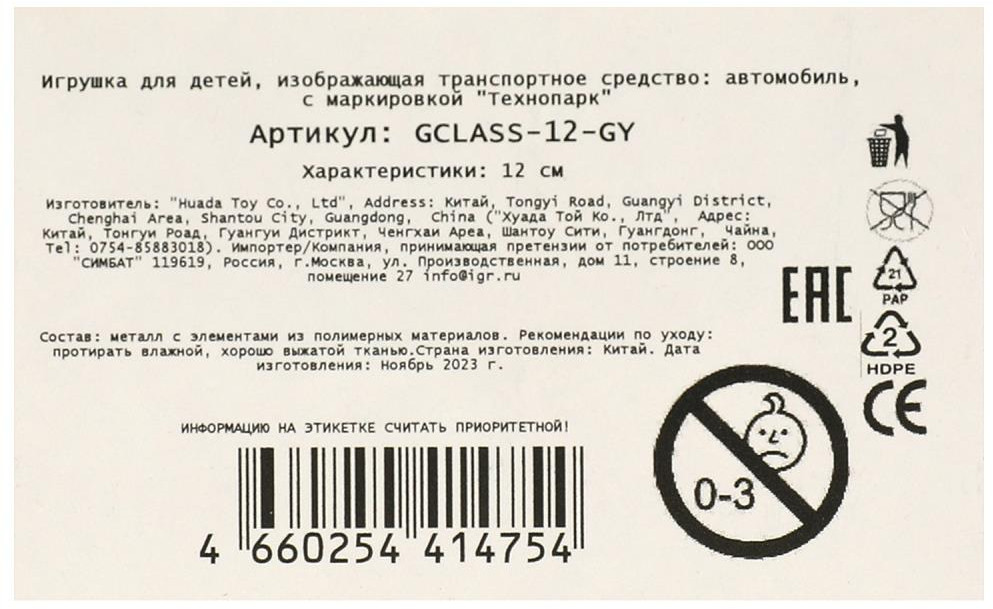 Игрушка для детей, изображающая транспортное средство: автомобиль,
с маркировкой "Технопарк"
Артикул: GCLASS-12-GY
Характеристики: 12 см
Изготовитель: "Huada Toy Co., Ltd", Address: Китай, Tongyi Road, Guangyi District,
Chenghai Area, Shantou City, Guangdong, China ("Хуада Той Ко., Лтд", Адрес:
Китай, Тонгуи Роад, Гуангуи Дистрикт, Ченгхаи Ареа, Шантоу Сити, Гуангдонг, Чайна,
Tel: 0754-85883018). Импортер/Компания, принимающая претензии от потребителей: ООО
"СИМБАТ" 119619, Россия, г.Москва, ул. Производственная, дом 11, строение 8,
помещение 27 info@igr.ru
21
PAP
EAC
2
HDPE
CE
Состав: металл с элементами из полимерных материалов. Рекомендации по уходу:
протирать влажной, хорошо выжатой тканью.Страна изготовления: Китай. Дата
изготовления: Ноябрь 2023 г.
0-3
ИНФОРМАЦИЮ НА ЭТИКЕТКЕ СЧИТАТЬ ПРИОРИТЕТНОЙ!
4 660254 414754